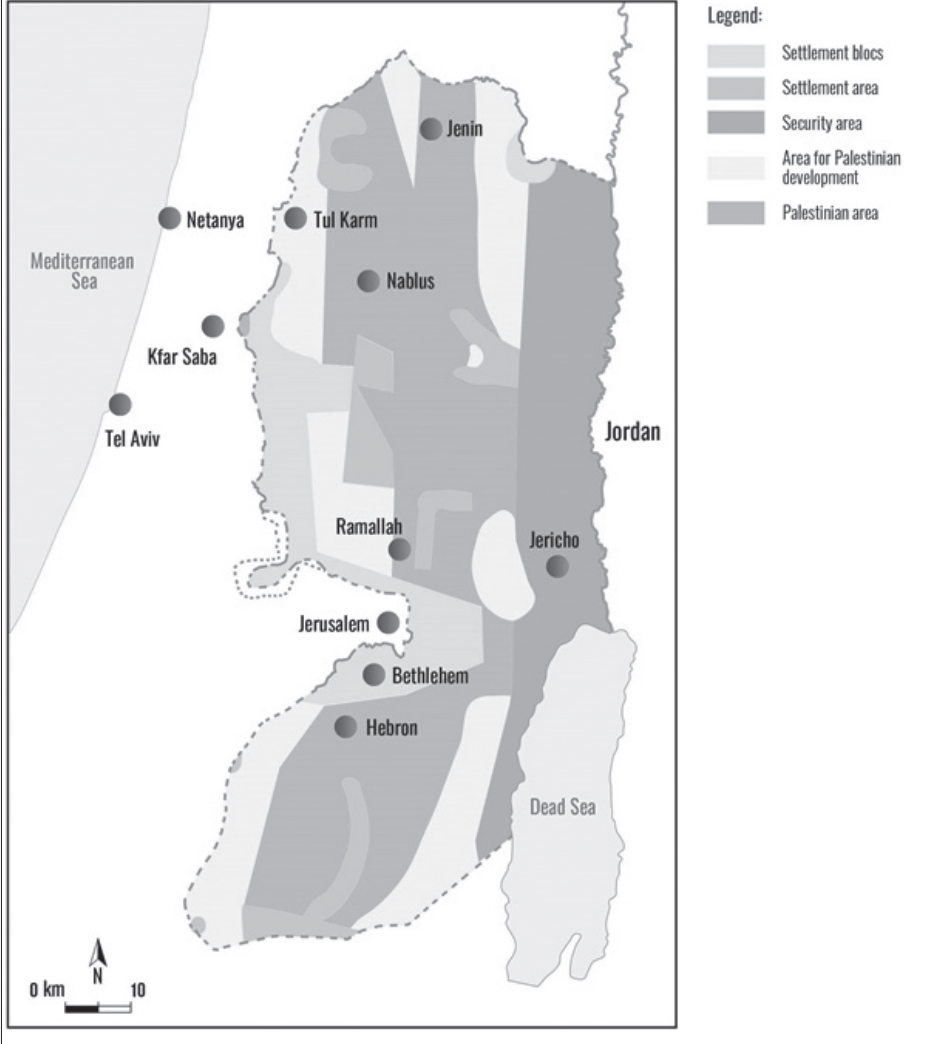 Legend:
Settlement blocs
Settlement area
Security area
Area for Palestinian
development
Palestinian area
Jenin
Netanya
Tul Karm
Mediterranean
Sea
Nablus
Kfar Saba
Tel Aviv
Jordan
Ramallah
Jericho
Jerusalem
Bethlehem
Hebron
Dead Sea
N
0 km 10